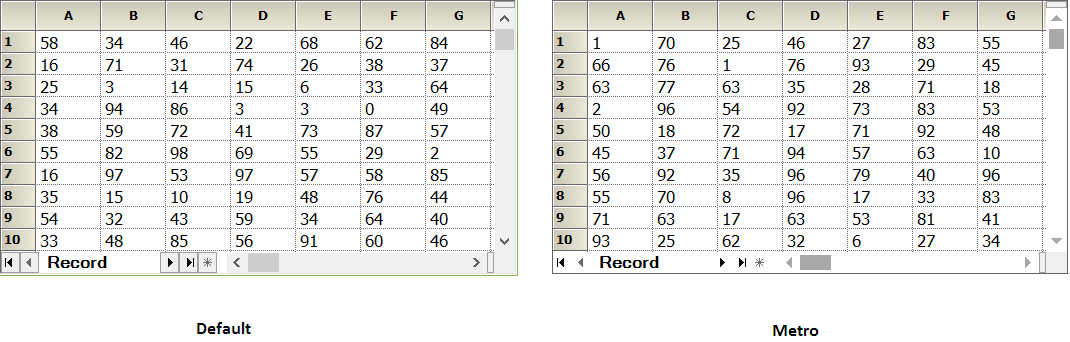 A B C D E F G
1 58 34 46 22 68 62 84
2 16 71 31 74 26 38 37
3 25 3 14 15 6 33 64
4 34 94 86 3 3 0 49
5 38 59 72 41 73 87 57
6 55 82 98 69 55 29 2
7 16 97 53 97 57 58 85
8 35 15 10 19 48 76 44
9 54 32 43 59 34 64 40
10 33 48 85 56 91 60 46
Record
Default
A B C D E F G
1 1 70 25 46 27 83 55
2 66 76 1 76 93 29 45
3 63 77 63 35 28 71 18
4 2 96 54 92 73 83 53
5 50 18 72 17 71 92 48
6 45 37 71 94 57 63 10
7 56 92 35 96 79 40 96
8 55 70 8 96 17 33 83
9 71 63 17 63 53 81 41
10 93 25 62 32 6 27 34
Record
Metro